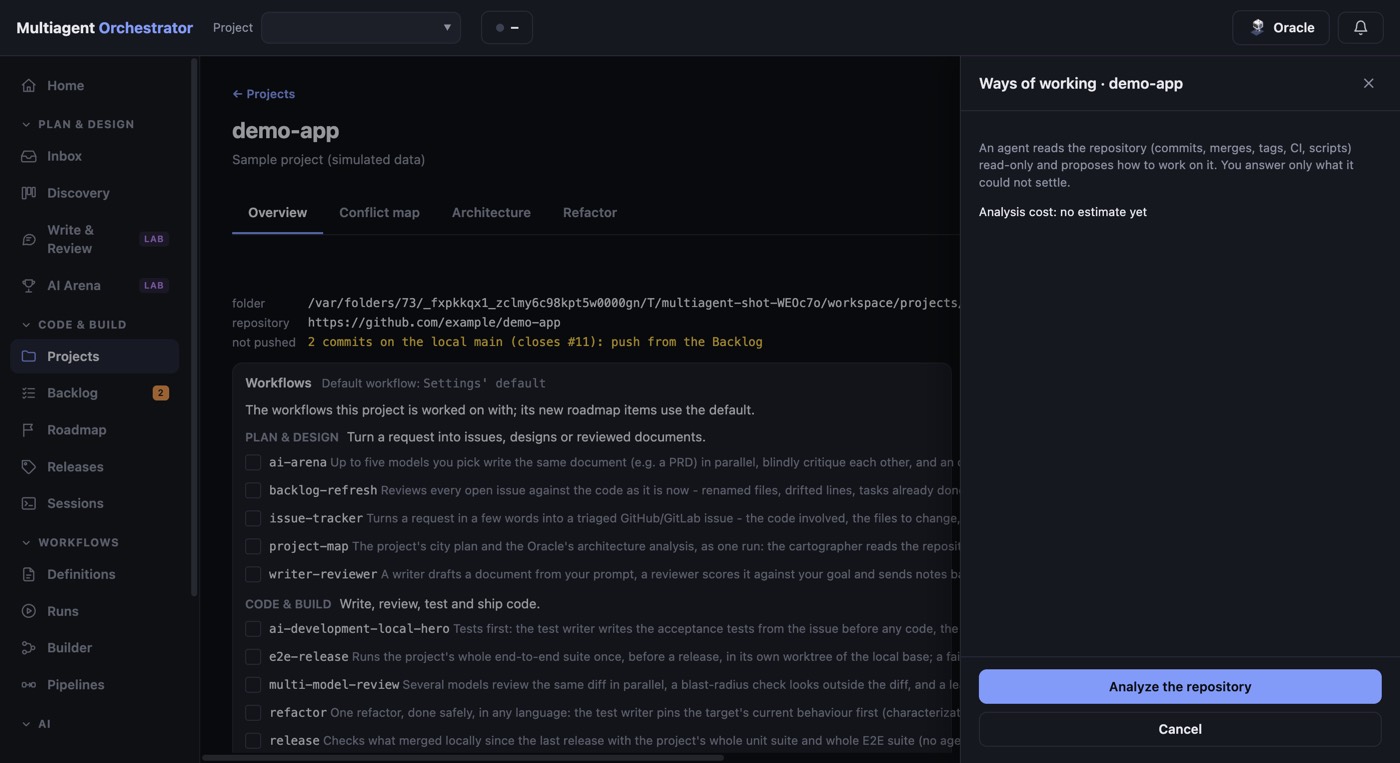 Multiagent Orchestrator
Project
–
Oracle
Home
PLAN & DESIGN
Inbox
Discovery
Write & Review
LAB
AI Arena
LAB
CODE & BUILD
Projects
Backlog
2
Roadmap
Releases
Sessions
WORKFLOWS
Definitions
Runs
Builder
Pipelines
AI
← Projects
demo-app
Sample project (simulated data)
Overview
Conflict map
Architecture
Refactor
folder /var/folders/73/_fxpkkqx1_zclmy6c98kpt5w0000gn/T/multiagent-shot-WEOc7o/workspace/projects/
repository https://github.com/example/demo-app
not pushed 2 commits on the local main (closes #11): push from the Backlog
Workflows Default workflow: Settings' default
The workflows this project is worked on with; its new roadmap items use the default.
PLAN & DESIGN Turn a request into issues, designs or reviewed documents.
ai-arena Up to five models you pick write the same document (e.g. a PRD) in parallel, blindly critique each other, and an
backlog-refresh Reviews every open issue against the code as it is now - renamed files, drifted lines, tasks already
issue-tracker Turns a request in a few words into a triaged GitHub/GitLab issue - the code involved, the files to change,
project-map The project's city plan and the Oracle's architecture analysis, as one run: the cartographer reads the
writer-reviewer A writer drafts a document from your prompt, a reviewer scores it against your goal and sends notes
CODE & BUILD Write, review, test and ship code.
ai-development-local-hero Tests first: the test writer writes the acceptance tests from the issue before any code, the
e2e-release Runs the project's whole end-to-end suite once, before a release, in its own worktree of the local base; a
multi-model-review Several models review the same diff in parallel, a blast-radius check looks outside the diff, and a
refactor One refactor, done safely, in any language: the test writer pins the target's current behaviour first
release Checks what merged locally since the last release with the project's whole unit suite and whole E2E suite (no
Ways of working · demo-app
An agent reads the repository (commits, merges, tags, CI, scripts)
read-only and proposes how to work on it. You answer only what it
could not settle.
Analysis cost: no estimate yet
Analyze the repository
Cancel